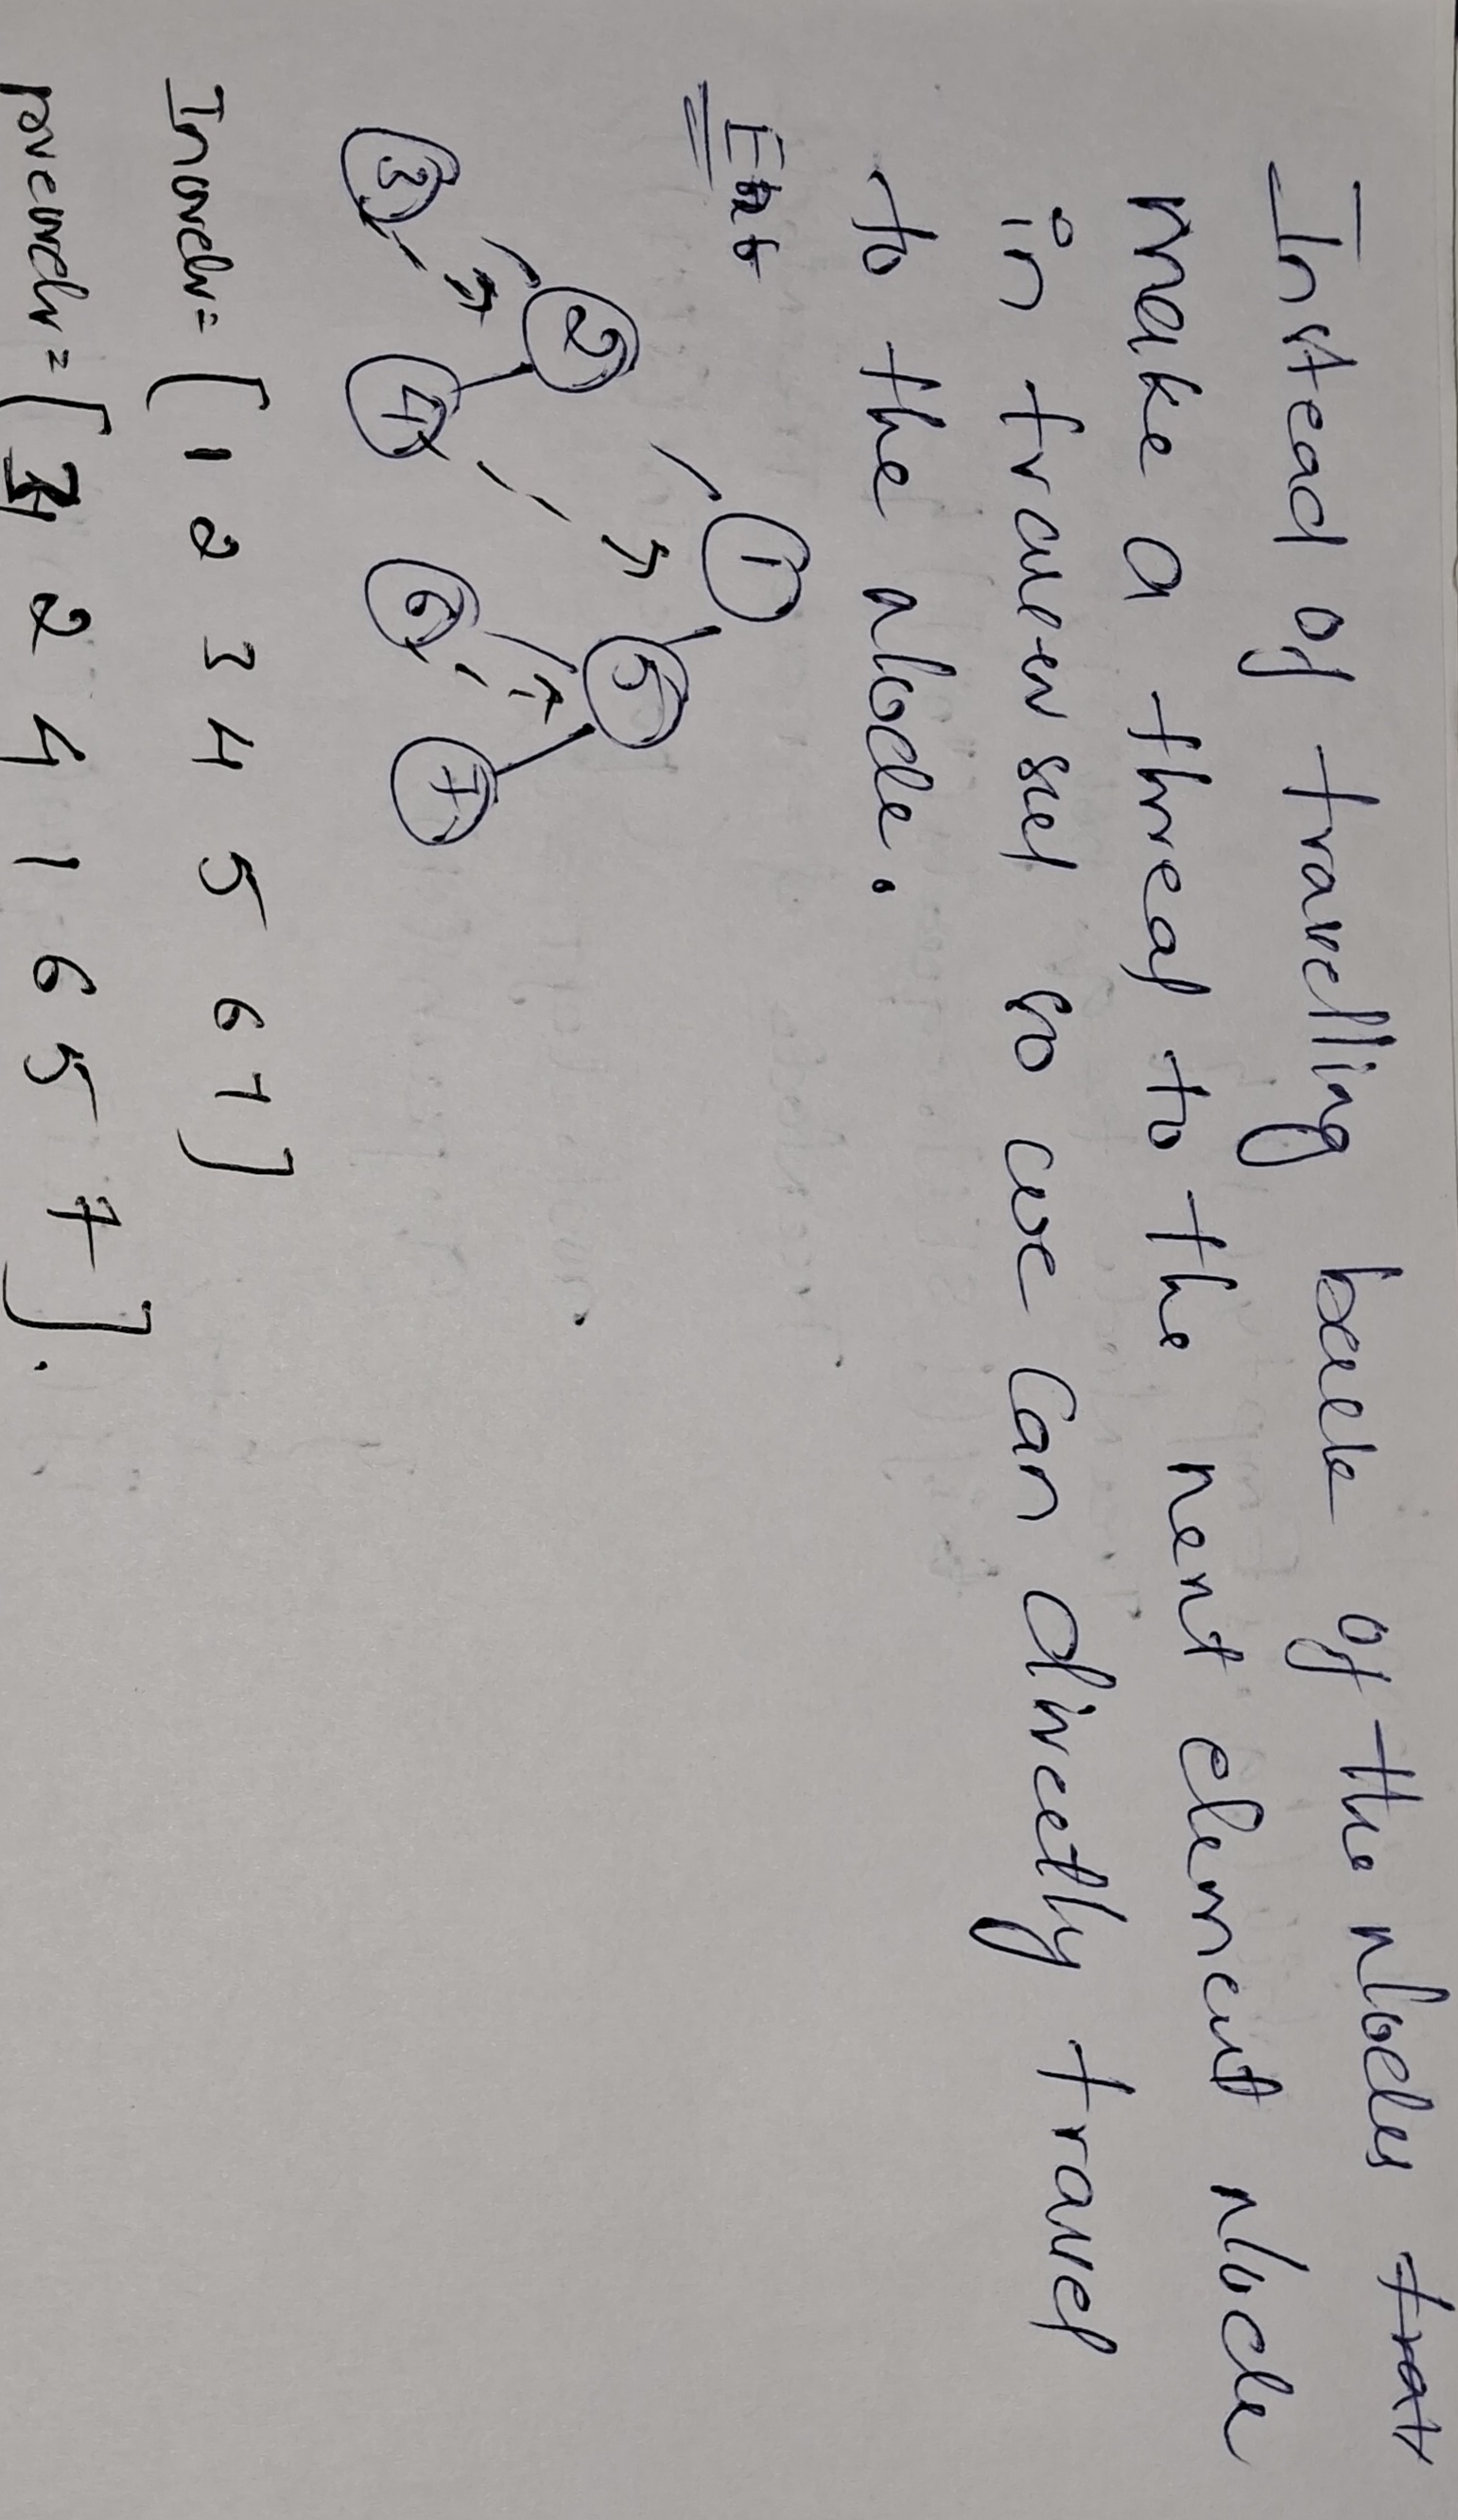 Instead of travelling back of the nodes trat
make a thread to the next element node
in traversel so we can directly travel
to the node.
Ex:
1
2
5
3
4
6
7
Inorder = [ 1 2 3 4 5 6 7 ]
preorder = [ 3 2 4 1 6 5 7 ].